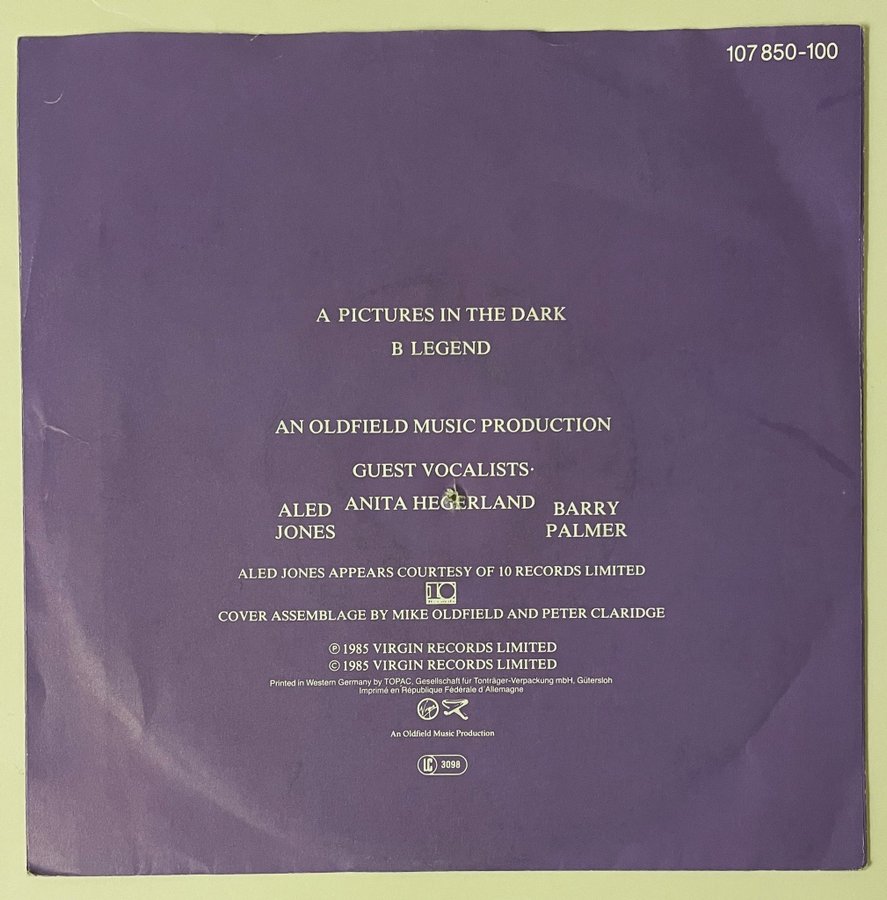 107 850-100
A PICTURES IN THE DARK
B LEGEND
AN OLDFIELD MUSIC PRODUCTION
GUEST VOCALISTS·
ALED JONES
ANITA HEGERLAND
BARRY PALMER
ALED JONES APPEARS COURTESY OF 10 RECORDS LIMITED
10
COVER ASSEMBLAGE BY MIKE OLDFIELD AND PETER CLARIDGE
℗ 1985 VIRGIN RECORDS LIMITED
© 1985 VIRGIN RECORDS LIMITED
Printed in Western Germany by TOPAC, Gesellschaft für Tonträger-Verpackung mbH, Gütersloh
Imprimé en République Fédérale d'Allemagne
Virgin
An Oldfield Music Production
LC 3098